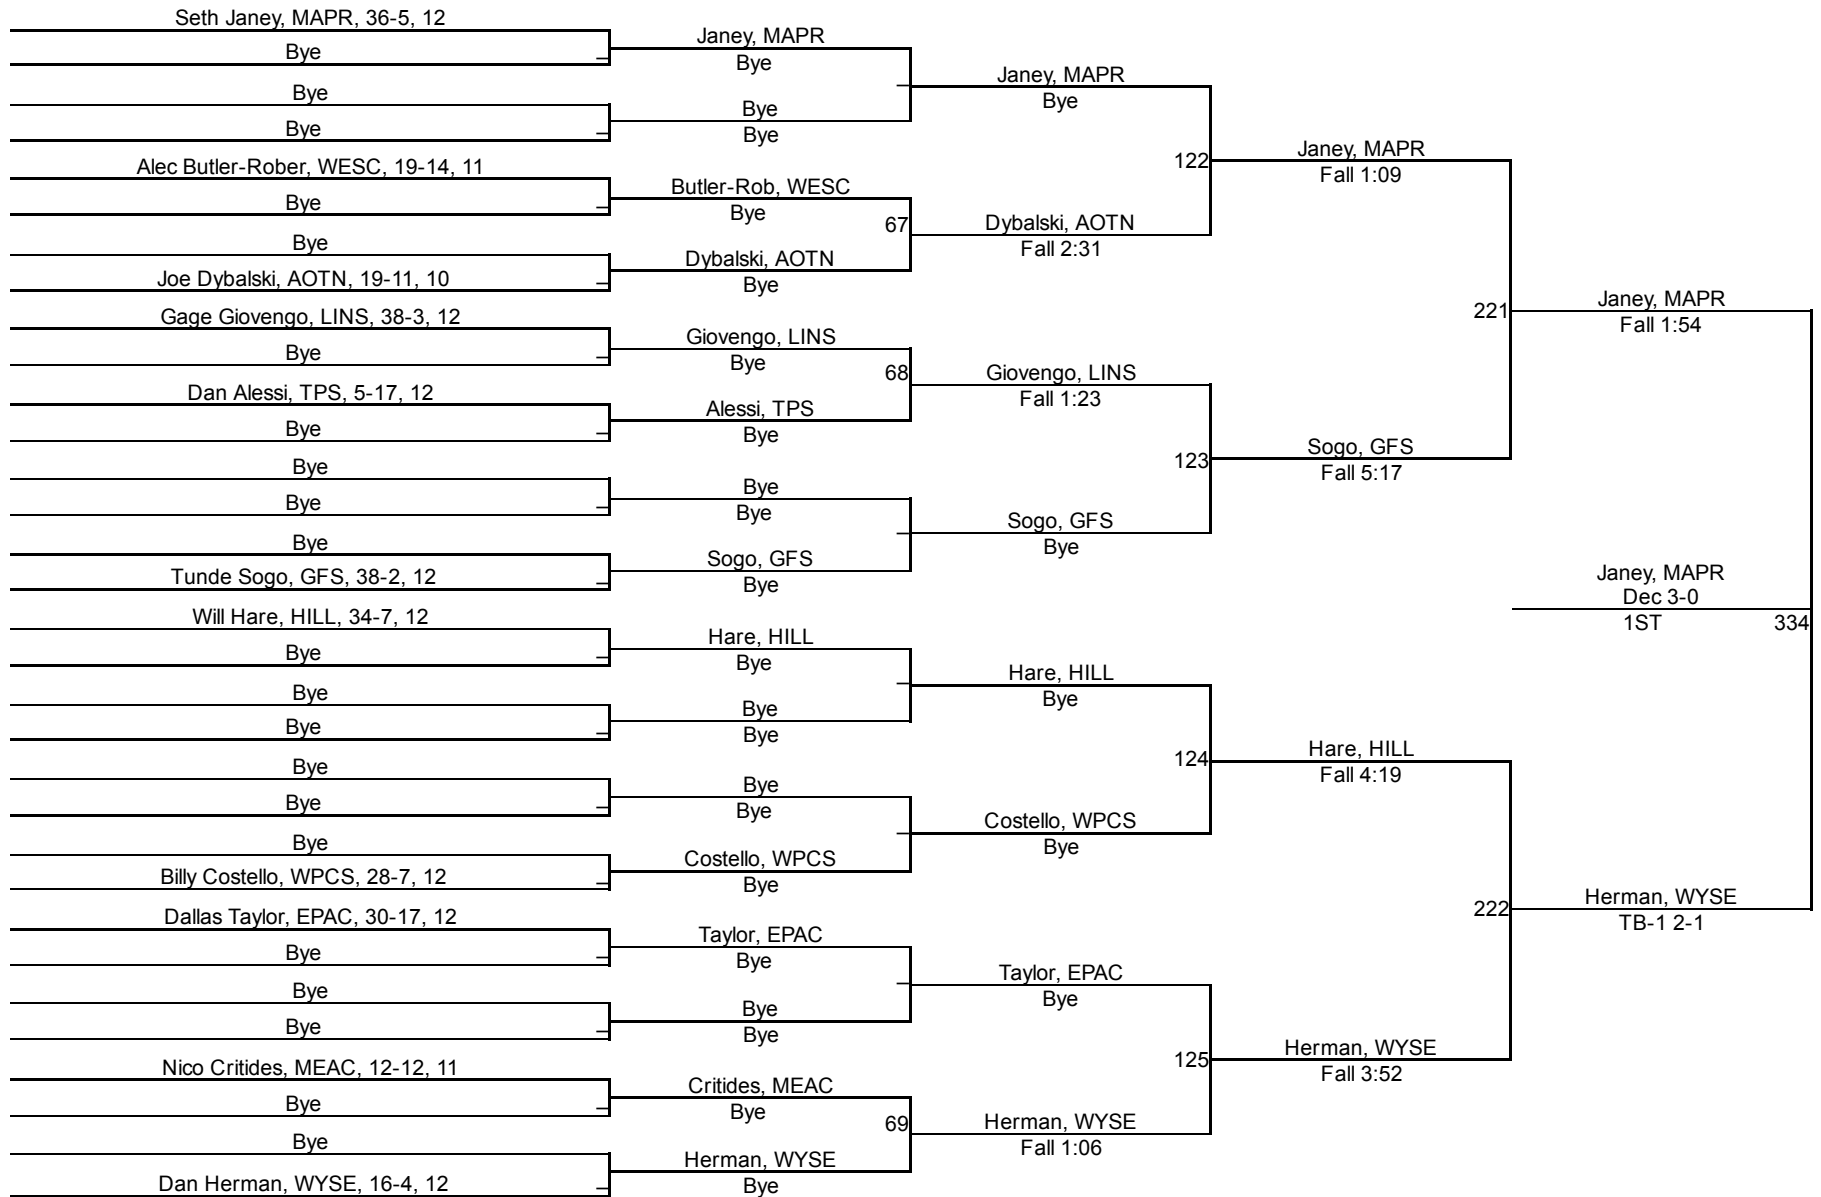 Seth Janey, MAPR, 36-5, 12
Bye
Bye
Bye
Alec Butler-Rober, WESC, 19-14, 11
Bye
Bye
Joe Dybalski, AOTN, 19-11, 10
Gage Giovengo, LINS, 38-3, 12
Bye
Dan Alessi, TPS, 5-17, 12
Bye
Bye
Bye
Bye
Tunde Sogo, GFS, 38-2, 12
Will Hare, HILL, 34-7, 12
Bye
Bye
Bye
Bye
Bye
Bye
Billy Costello, WPCS, 28-7, 12
Dallas Taylor, EPAC, 30-17, 12
Bye
Bye
Bye
Nico Critides, MEAC, 12-12, 11
Bye
Bye
Dan Herman, WYSE, 16-4, 12
Janey, MAPR
Bye
Bye
Bye
Butler-Rob, WESC
Bye
67
Dybalski, AOTN
Bye
Giovengo, LINS
Bye
68
Alessi, TPS
Bye
Bye
Bye
Sogo, GFS
Bye
Hare, HILL
Bye
Bye
Bye
Bye
Bye
Costello, WPCS
Bye
Taylor, EPAC
Bye
Bye
Bye
Critides, MEAC
Bye
69
Herman, WYSE
Bye
Janey, MAPR
Bye
122
Dybalski, AOTN
Fall 2:31
Giovengo, LINS
Fall 1:23
123
Sogo, GFS
Bye
Hare, HILL
Bye
124
Costello, WPCS
Bye
Taylor, EPAC
Bye
125
Herman, WYSE
Fall 1:06
Janey, MAPR
Fall 1:09
221
Sogo, GFS
Fall 5:17
Hare, HILL
Fall 4:19
222
Herman, WYSE
Fall 3:52
Janey, MAPR
Fall 1:54
Janey, MAPR
Dec 3-0
1ST
334
Herman, WYSE
TB-1 2-1